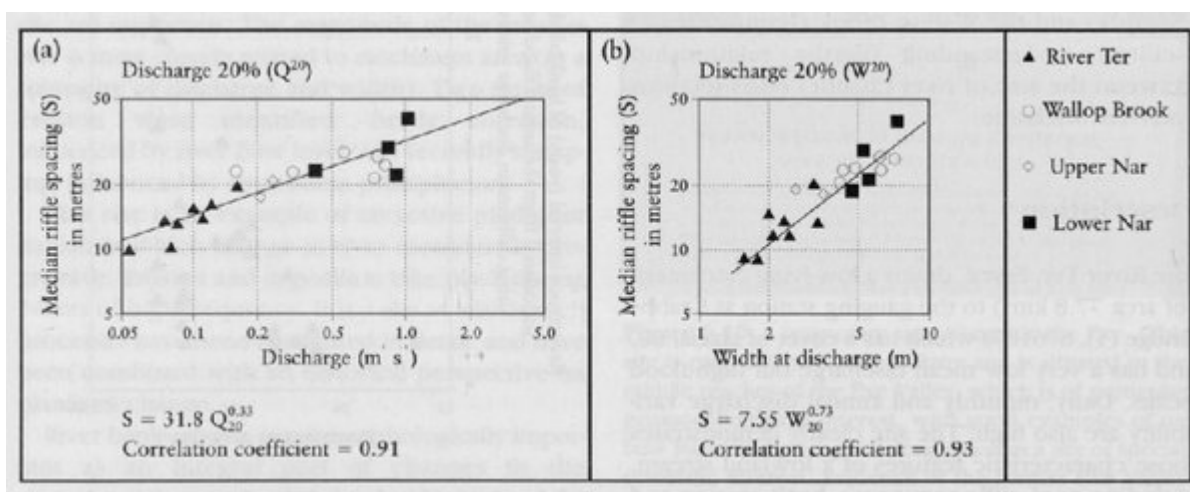 (a)
Discharge 20% (Q²⁰)
Median riffle spacing (S)
in metres
50
20
10
5
0.05
0.1
0.2
0.5
1.0
2.0
5.0
Discharge (m s)
S = 31.8 Q₂₀^0.33
Correlation coefficient = 0.91
(b)
Discharge 20% (W²⁰)
Median riffle spacing (S)
in metres
50
20
10
5
2
5
10
Width at discharge (m)
S = 7.55 W₂₀^0.73
Correlation coefficient = 0.93
River Ter
Wallop Brook
Upper Nar
Lower Nar